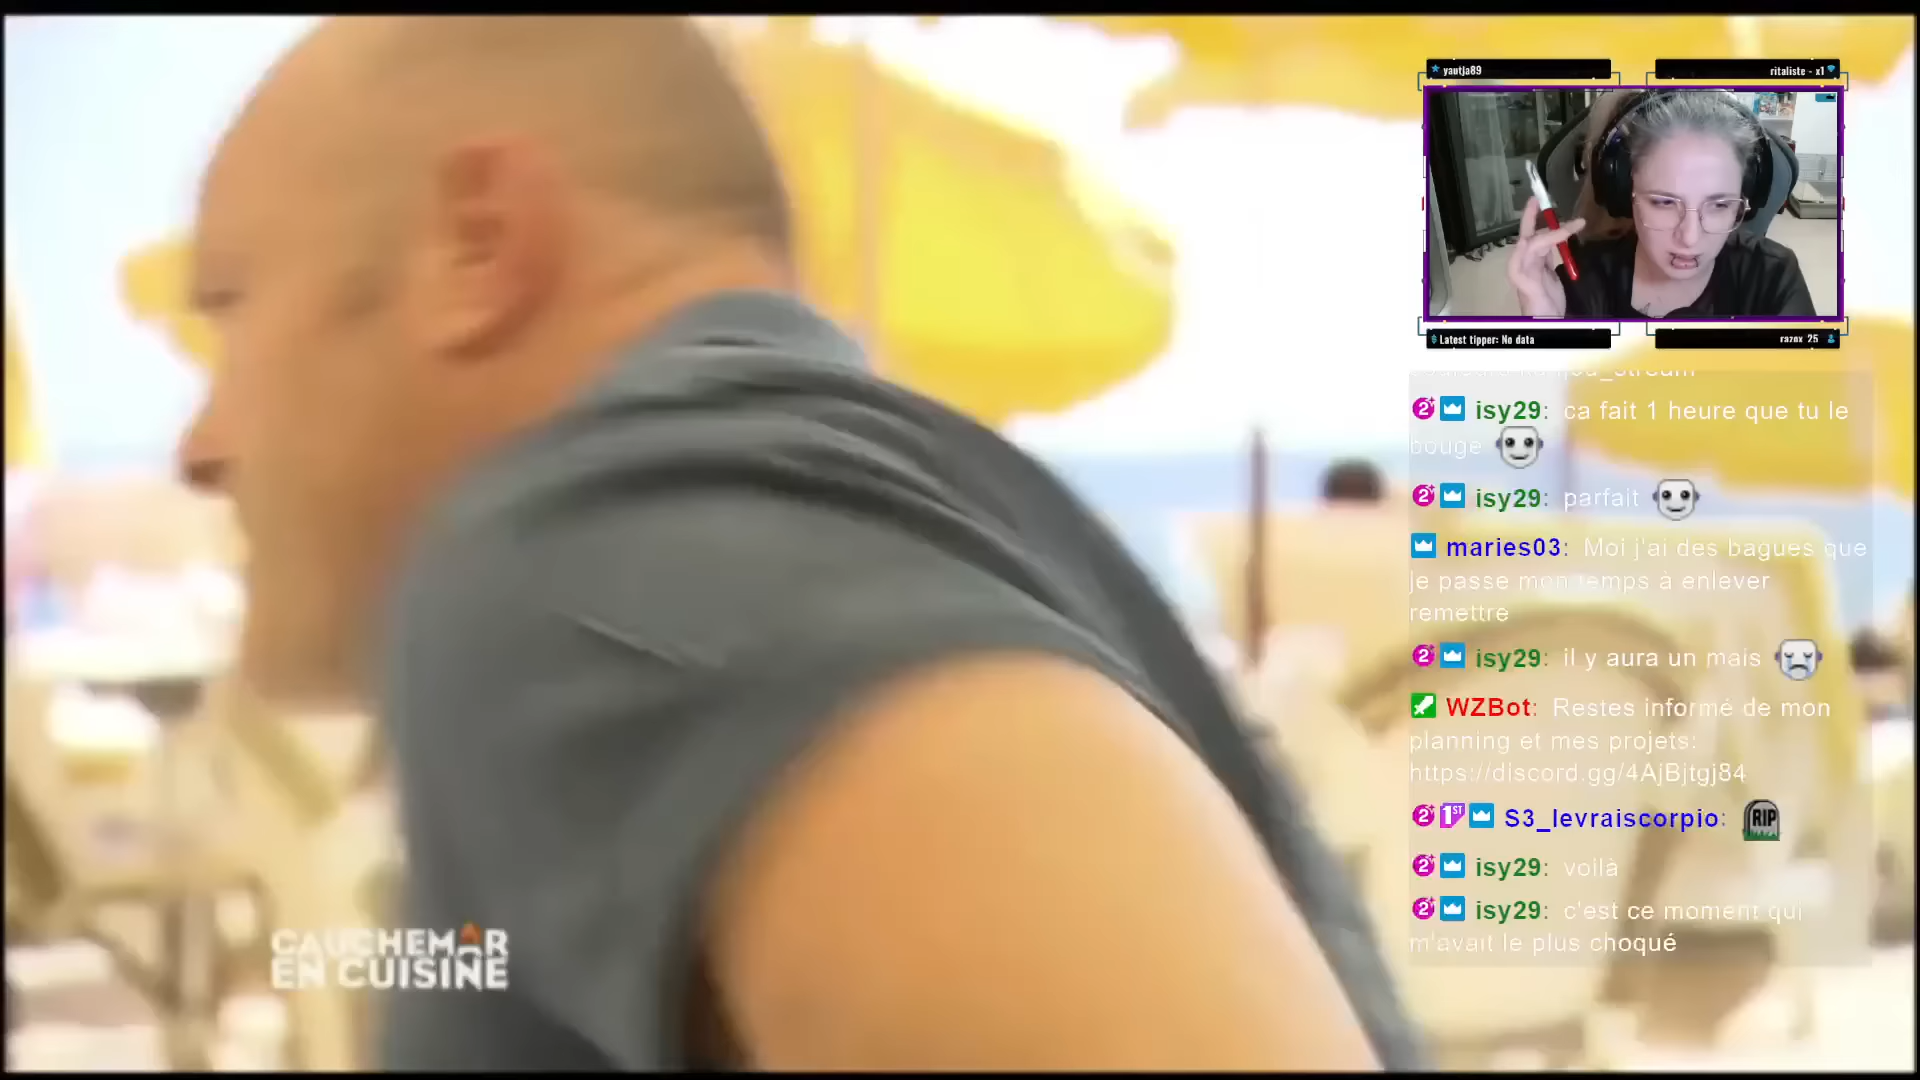 yautja89
ritaliste - x1
Latest tipper: No data
razox_25
isy29: ca fait 1 heure que tu le
bouge
isy29: parfait
maries03: Moi j'ai des bagues que
je passe mon temps à enlever
remettre
isy29: il y aura un mais
WZBot: Restes informé de mon
planning et mes projets:
https://discord.gg/4AjBjtgj84
S3_levraiscorpio: RIP
isy29: voilà
isy29: c'est ce moment qui
m'avait le plus choqué
CAUCHEMAR
EN CUISINE